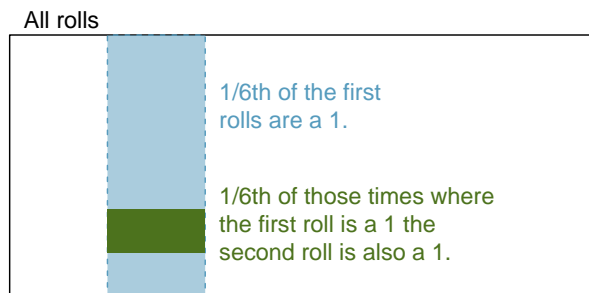 All rolls
1/6th of the first
rolls are a 1.
1/6th of those times where
the first roll is a 1 the
second roll is also a 1.